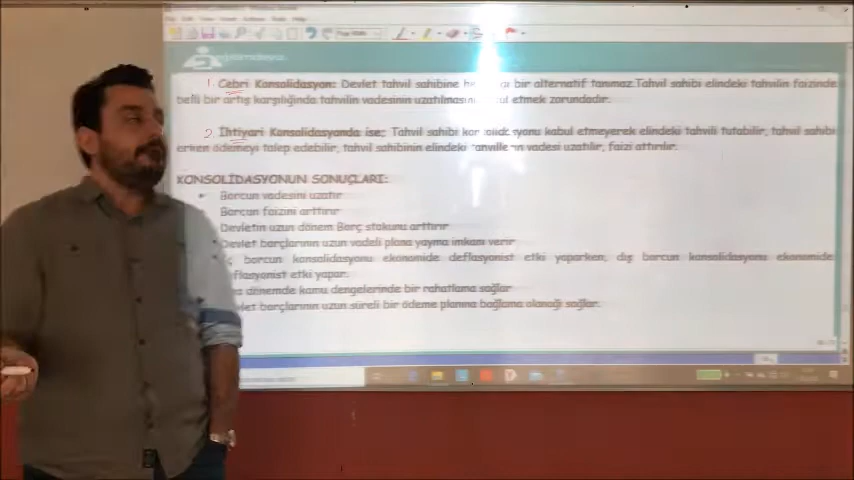 1. Cebri Konsolidasyon: Devlet tahvil sahibine bir alternatif tanımaz.Tahvil sahibi elindeki tahvilin faizinde
belli bir artış karşılığında tahvilin vadesinin uzatılmasını etmek zorundadır.
2. İhtiyari Konsolidasyonda ise; Tahvil sahibi kabul etmeyerek elindeki tahvili tutabilir, tahvil sahibi
erken ödemeyi talep edebilir, tahvil sahibinin elindeki vadesi uzatılır, faizi attırılır.
KONSOLİDASYONUN SONUÇLARI:
• Borcun vadesini uzatır
Borcun faizini arttırır
Devletin uzun dönem Borç stokunu arttırır
Devlet borçlarının uzun vadeli plana yayma imkanı verir
borcun konsolidasyonu ekonomide deflasyonist etki yaparken, dış borcun konsolidasyonu ekonomide
etki yapar.
dönemde kamu dengelerinde bir rahatlama sağlar
borçlarının uzun süreli bir ödeme planına bağlama olanağı sağlar.